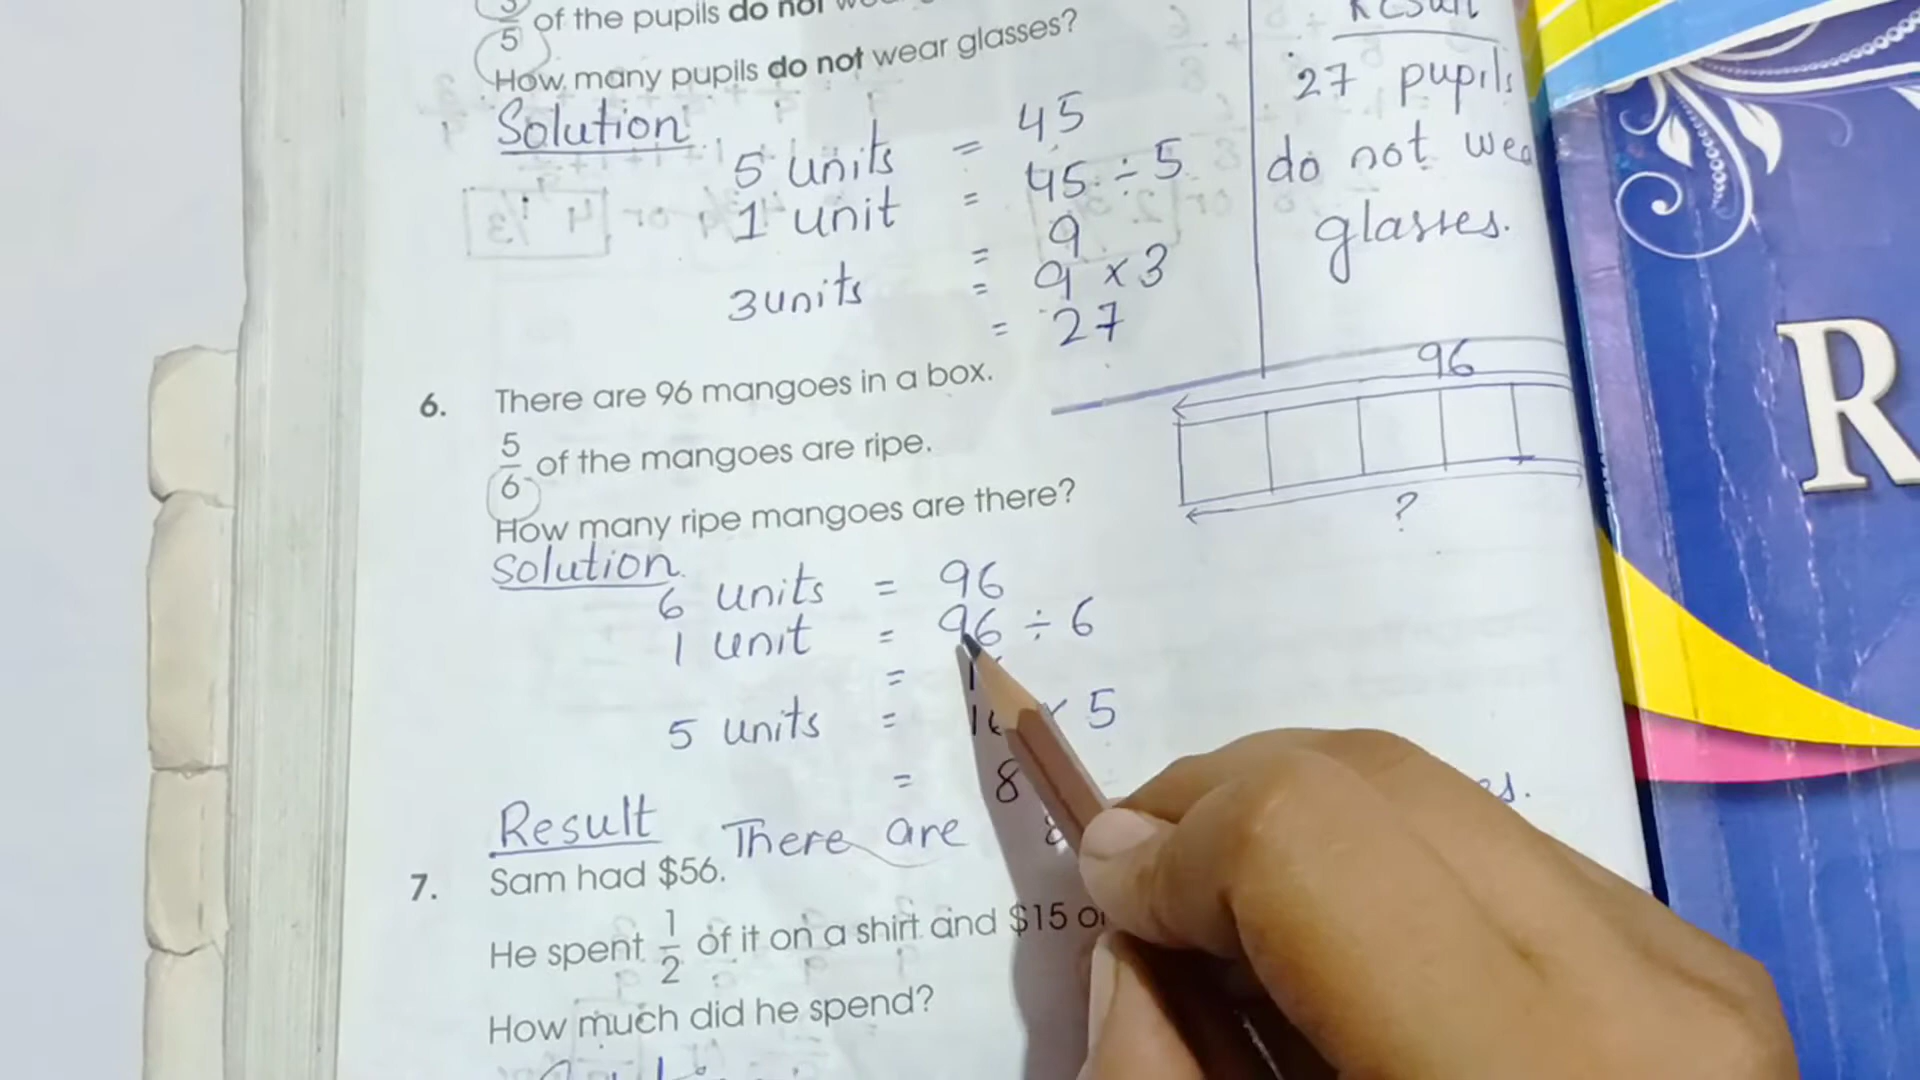 3/5 of the pupils do not
How many pupils do not wear glasses?
Solution
5 units = 45
1 unit = 45 ÷ 5
= 9
3 units = 9 × 3
= 27
Result
27 pupils
do not
glasses.
6. There are 96 mangoes in a box.
5/6 of the mangoes are ripe.
How many ripe mangoes are there?
96
?
Solution
6 units = 96
1 unit = 96 ÷ 6
=
5 units = × 5
= 8
Result There are
7. Sam had $56.
He spent 1/2 of it on a shirt and $15
How much did he spend?
R